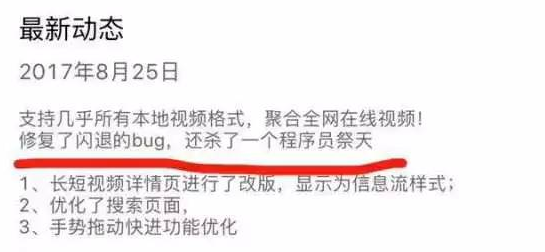 最新动态
2017年8月25日
支持几乎所有本地视频格式，聚合全网在线视频！
修复了闪退的bug，还杀了一个程序员祭天
1、长短视频详情页进行了改版，显示为信息流样式；
2、优化了搜索页面，
3、手势拖动快进功能优化